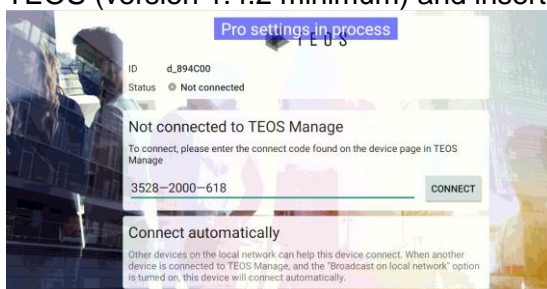 TEOS (version 1.4.2 minimum) and insert
Pro settings in process
TEOS
ID d_894C00
Status Not connected
Not connected to TEOS Manage
To connect, please enter the connect code found on the device page in TEOS
Manage
3528-2000-618
CONNECT
Connect automatically
Other devices on the local network can help this device connect. When another
device is connected to TEOS Manage, and the "Broadcast on local network" option
is turned on, this device will connect automatically.